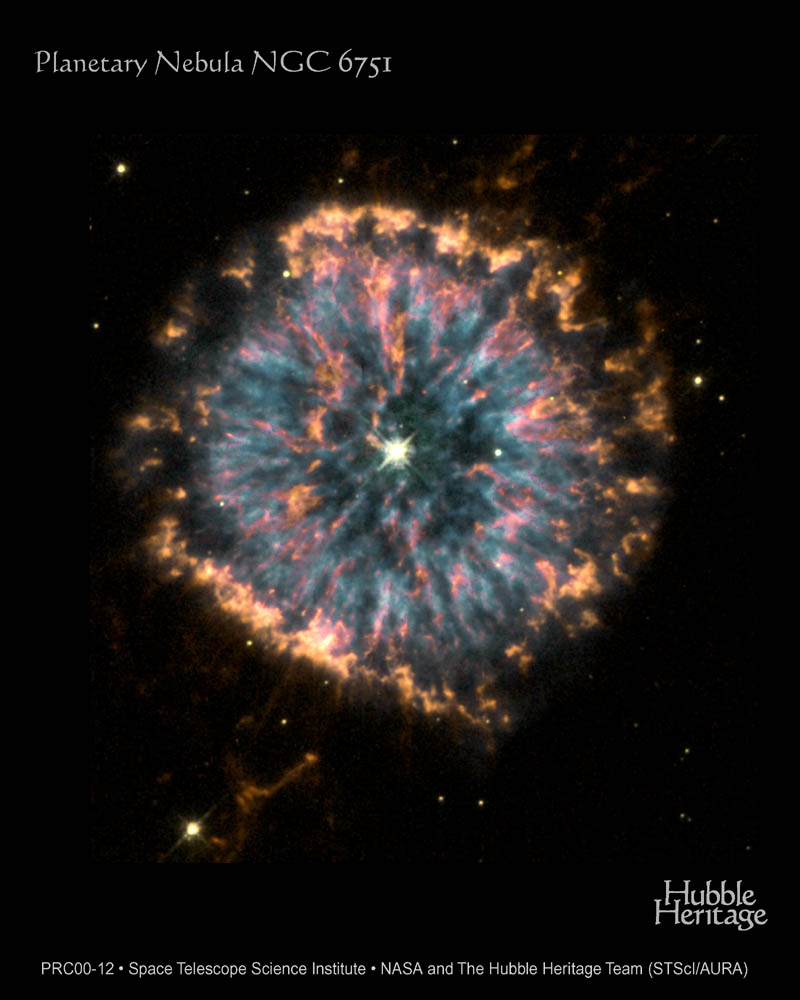 Planetary Nebula NGC 6751
Hubble
Heritage
PRC00-12 • Space Telescope Science Institute • NASA and The Hubble Heritage Team (STScI/AURA)